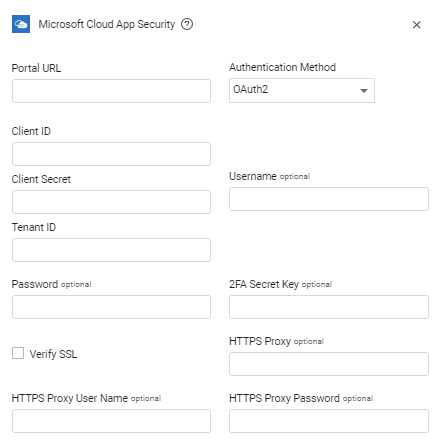 Microsoft Cloud App Security
Portal URL
Authentication Method
OAuth2
Client ID
Client Secret
Username optional
Tenant ID
Password optional
2FA Secret Key optional
Verify SSL
HTTPS Proxy optional
HTTPS Proxy User Name optional
HTTPS Proxy Password optional